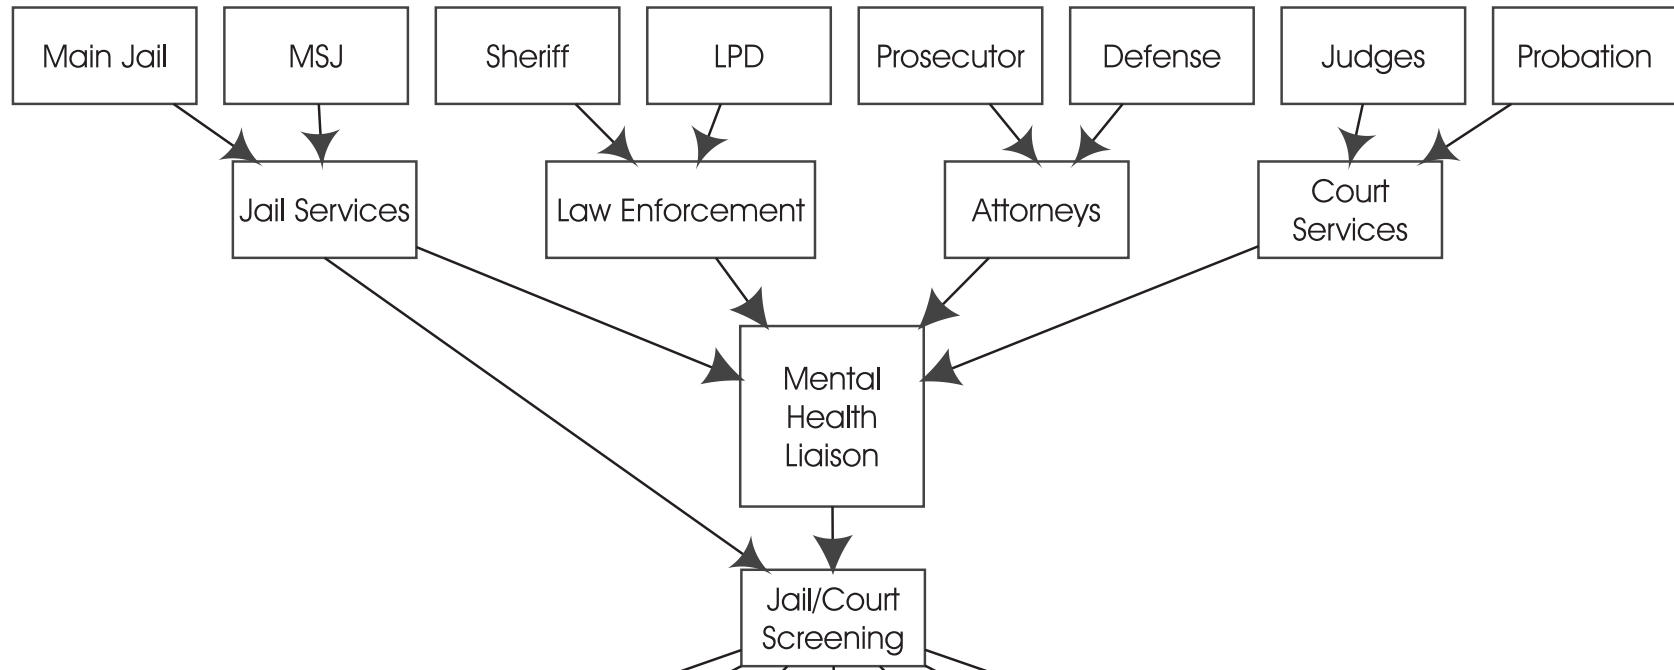 Main Jail
MSJ
Sheriff
LPD
Prosecutor
Defense
Judges
Probation
Jail Services
Law Enforcement
Attorneys
Court
Services
Mental
Health
Liaison
Jail/Court
Screening